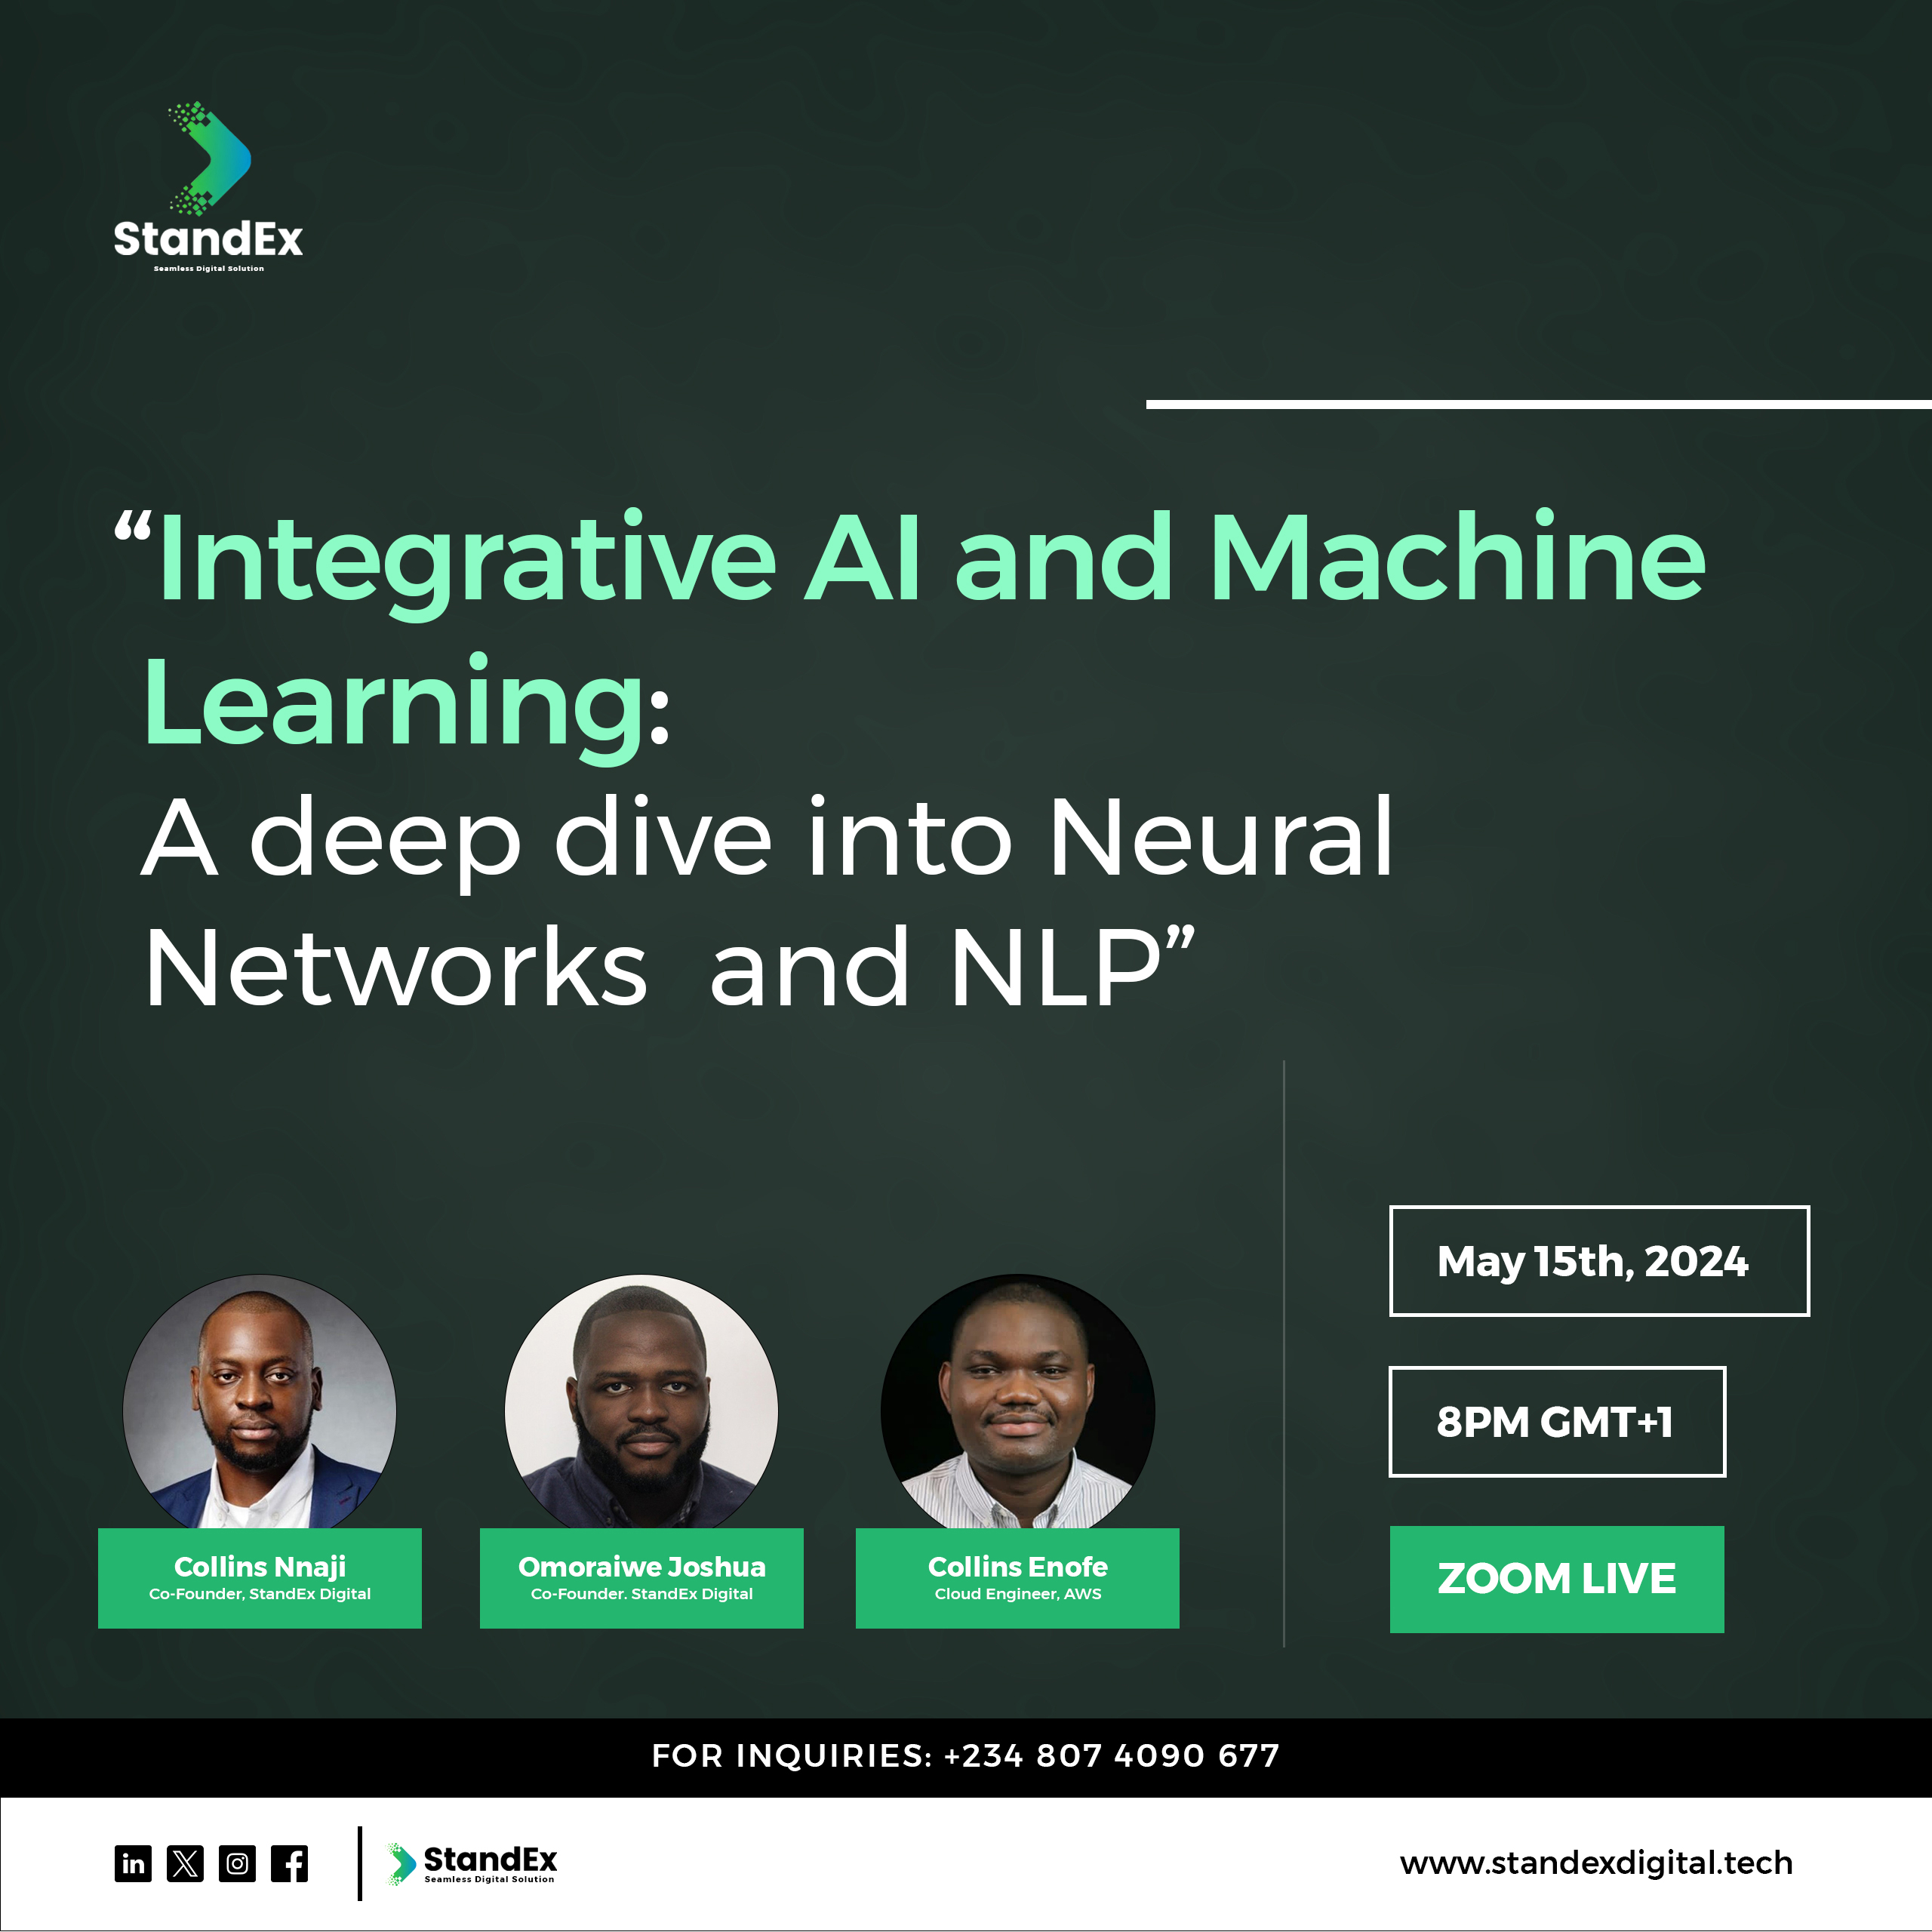 StandEx
Seamless Digital Solution
“Integrative AI and Machine
Learning:
A deep dive into Neural
Networks and NLP”
Collins Nnaji
Co-Founder, StandEx Digital
Omoraiwe Joshua
Co-Founder. StandEx Digital
Collins Enofe
Cloud Engineer, AWS
May 15th, 2024
8PM GMT+1
ZOOM LIVE
FOR INQUIRIES: +234 807 4090 677
StandEx
Seamless Digital Solution
www.standexdigital.tech